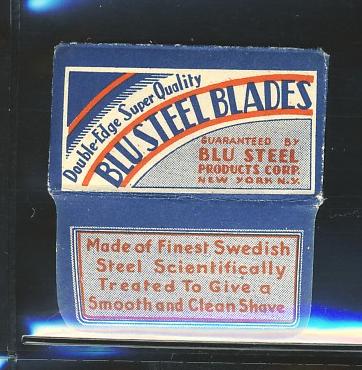 Double-Edge Super Quality
BLU STEEL BLADES
GUARANTEED BY
BLU STEEL
PRODUCTS CORP.
NEW YORK N.Y.
Made of Finest Swedish
Steel Scientifically
Treated To Give a
Smooth and Clean Shave